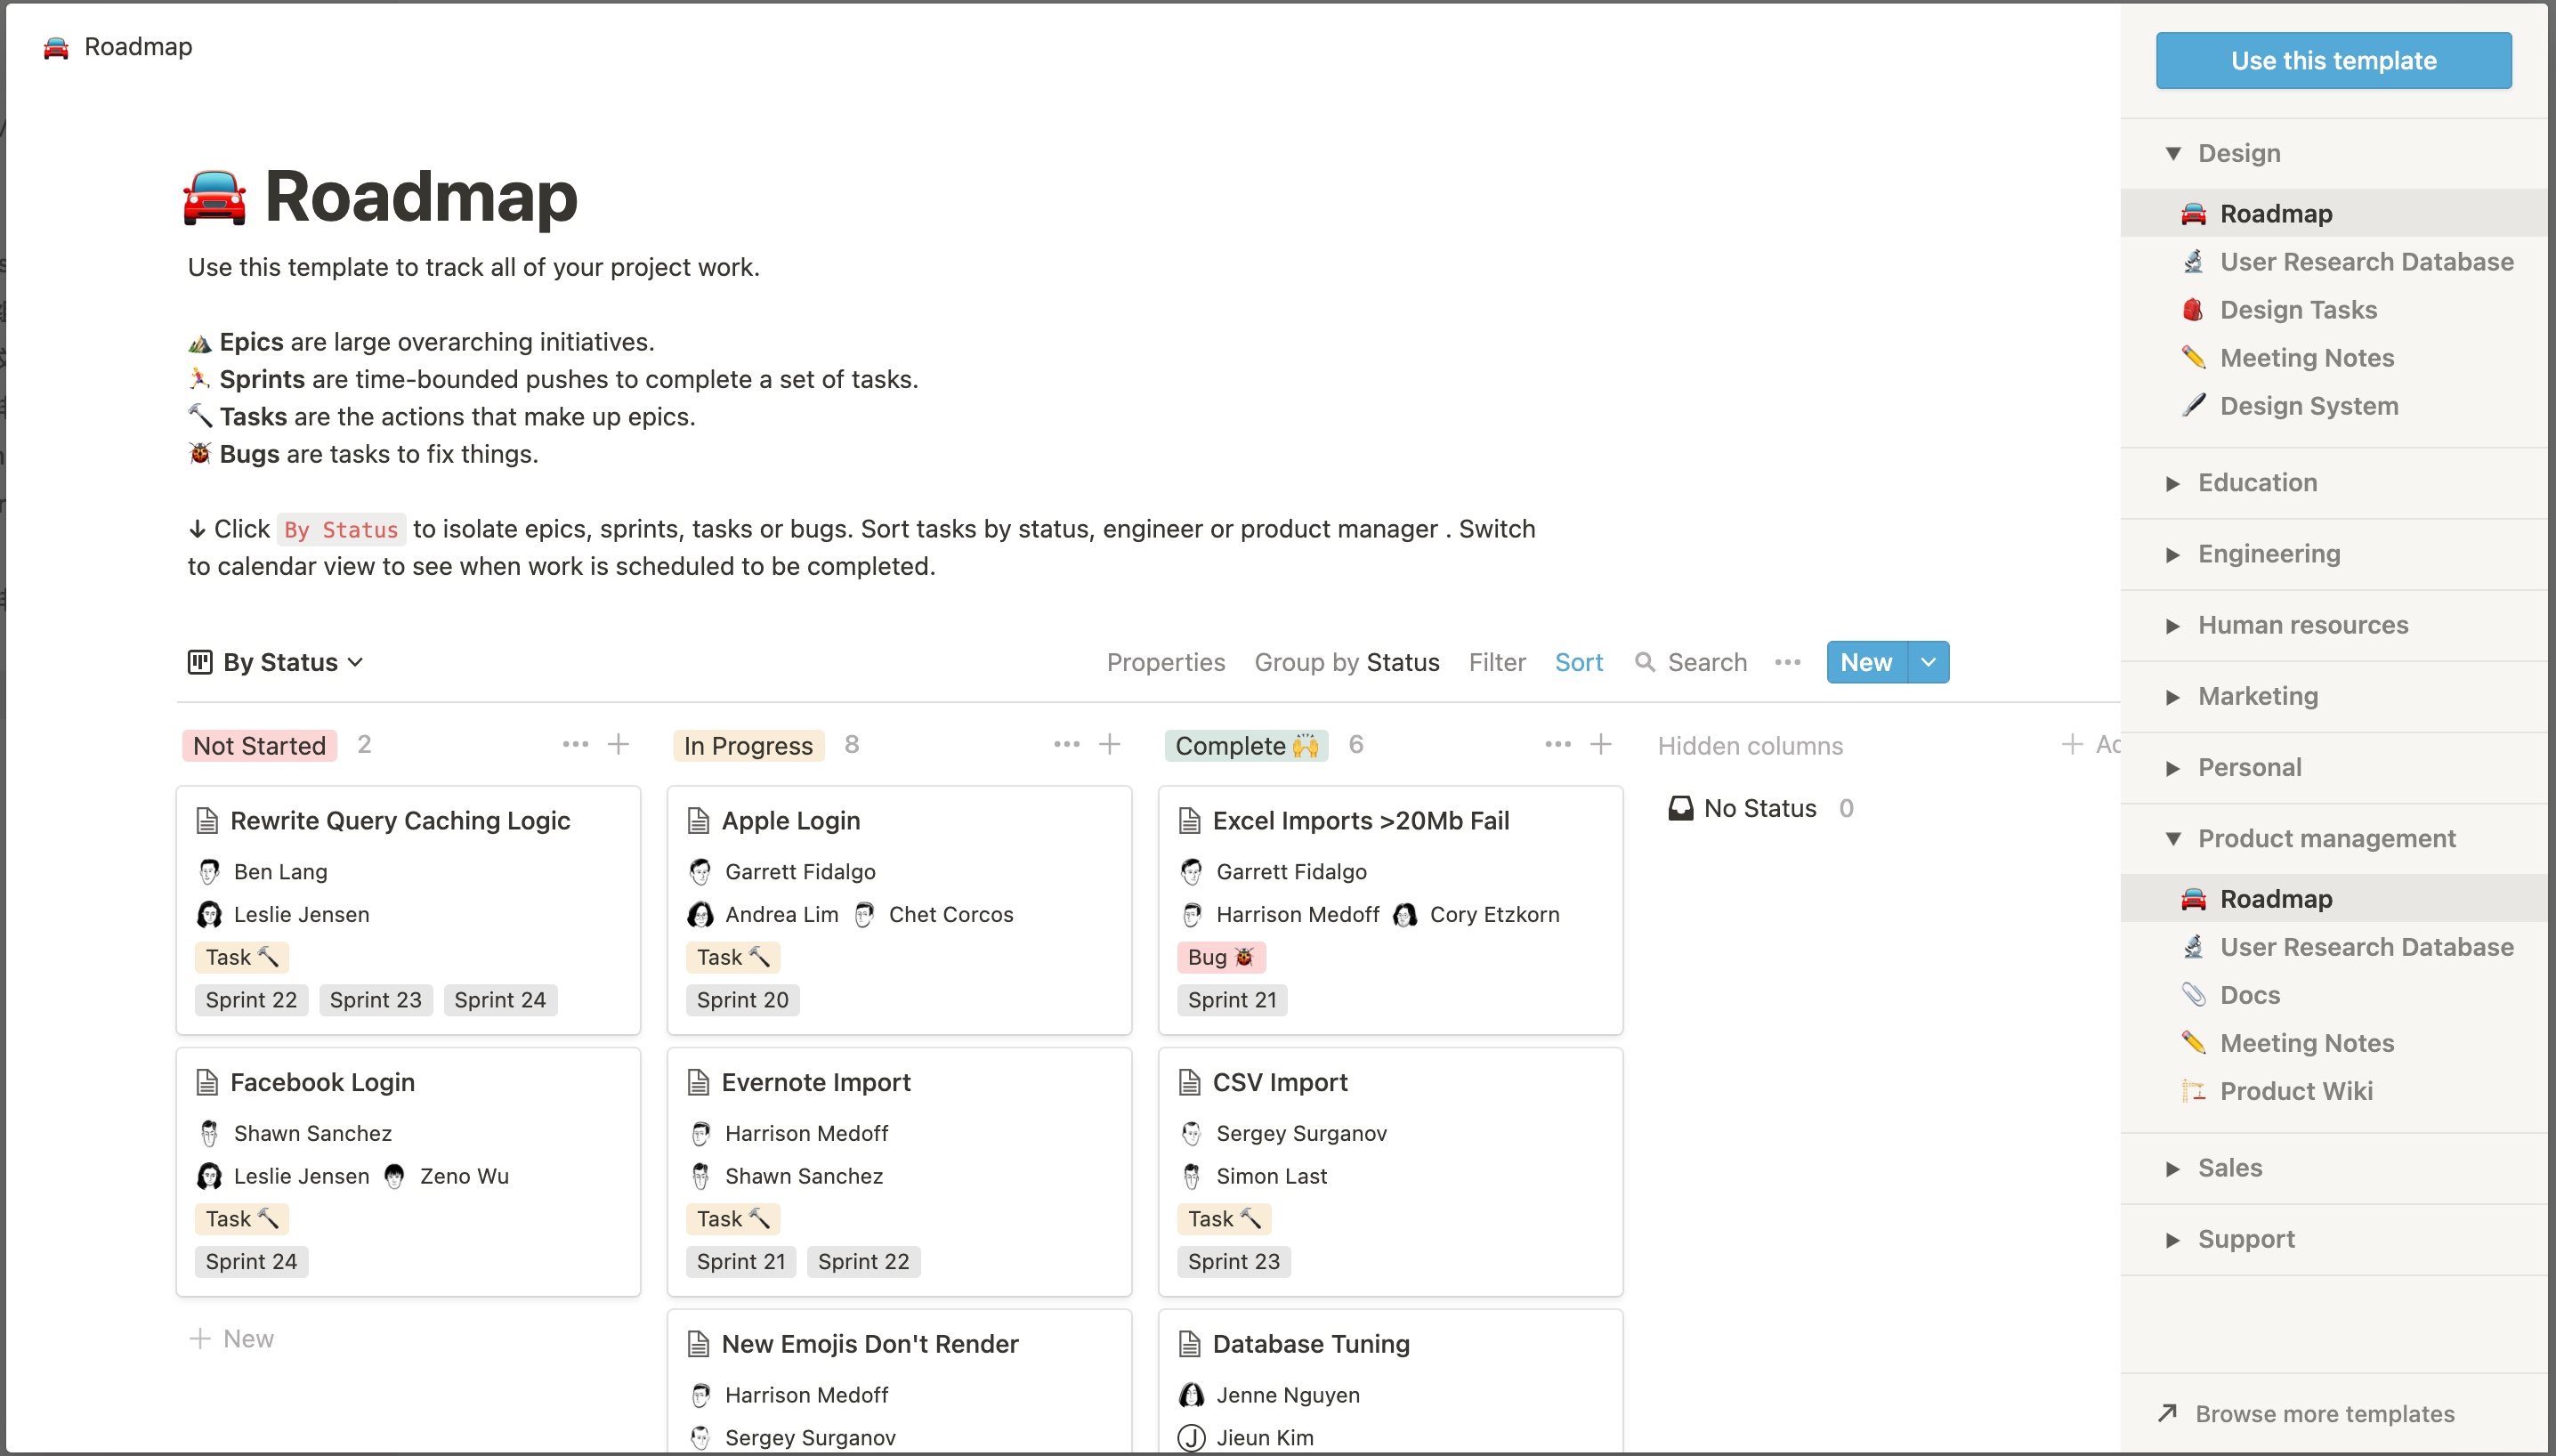 Roadmap
Roadmap
Use this template to track all of your project work.
Epics are large overarching initiatives.
Sprints are time-bounded pushes to complete a set of tasks.
Tasks are the actions that make up epics.
Bugs are tasks to fix things.
↓ Click By Status to isolate epics, sprints, tasks or bugs. Sort tasks by status, engineer or product manager . Switch
to calendar view to see when work is scheduled to be completed.
By Status
Properties Group by Status Filter Sort Search ••• New
Not Started 2
Rewrite Query Caching Logic
Ben Lang
Leslie Jensen
Task
Sprint 22 Sprint 23 Sprint 24
Facebook Login
Shawn Sanchez
Leslie Jensen Zeno Wu
Task
Sprint 24
+ New
In Progress 8
Apple Login
Garrett Fidalgo
Andrea Lim Chet Corcos
Task
Sprint 20
Evernote Import
Harrison Medoff
Shawn Sanchez
Task
Sprint 21 Sprint 22
New Emojis Don't Render
Harrison Medoff
Sergey Surganov
Complete 6
Excel Imports >20Mb Fail
Garrett Fidalgo
Harrison Medoff Cory Etzkorn
Bug
Sprint 21
CSV Import
Sergey Surganov
Simon Last
Task
Sprint 23
Database Tuning
Jenne Nguyen
J Jieun Kim
Hidden columns
No Status 0
Use this template
Design
Roadmap
User Research Database
Design Tasks
Meeting Notes
Design System
Education
Engineering
Human resources
Marketing
Personal
Product management
Roadmap
User Research Database
Docs
Meeting Notes
Product Wiki
Sales
Support
Browse more templates